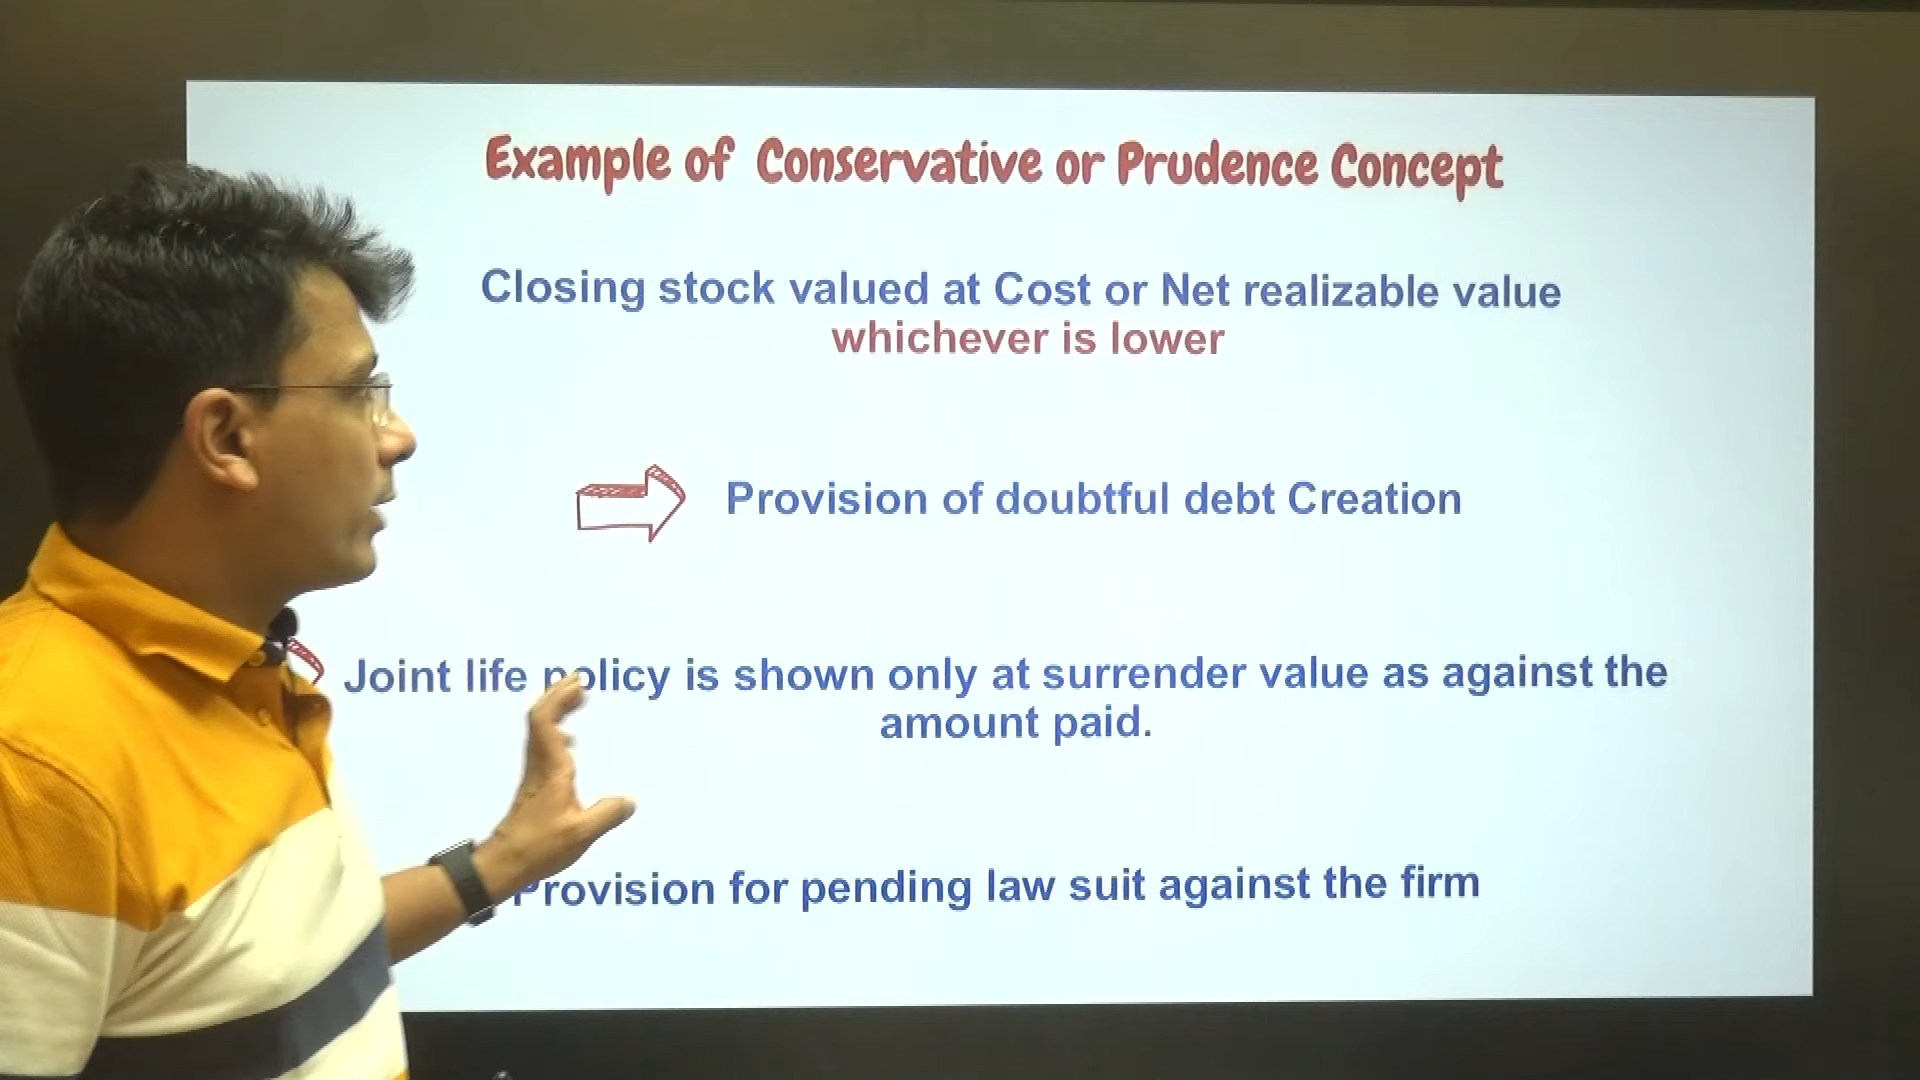 Example of Conservative or Prudence Concept
Closing stock valued at Cost or Net realizable value
whichever is lower
Provision of doubtful debt Creation
Joint life policy is shown only at surrender value as against the
amount paid.
Provision for pending law suit against the firm